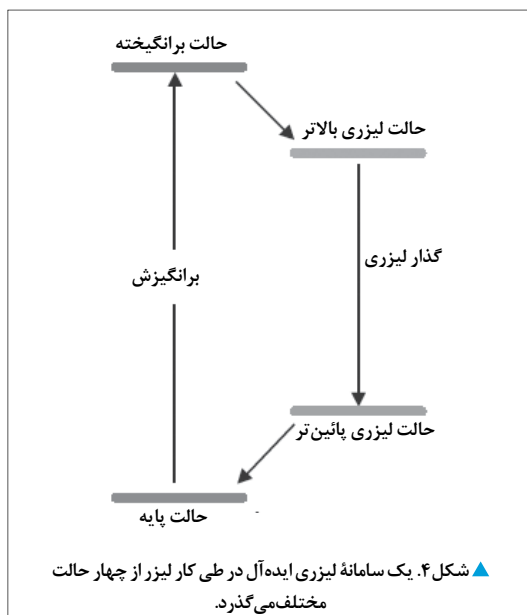 حالت برانگیخته
حالت لیزری بالاتر
گذار لیزری
برانگیزش
حالت لیزری پائین‌تر
حالت پایه
شکل ۴. یک سامانهٔ لیزری ایده‌آل در طی کار لیزر از چهار حالت
مختلف می‌گذرد.